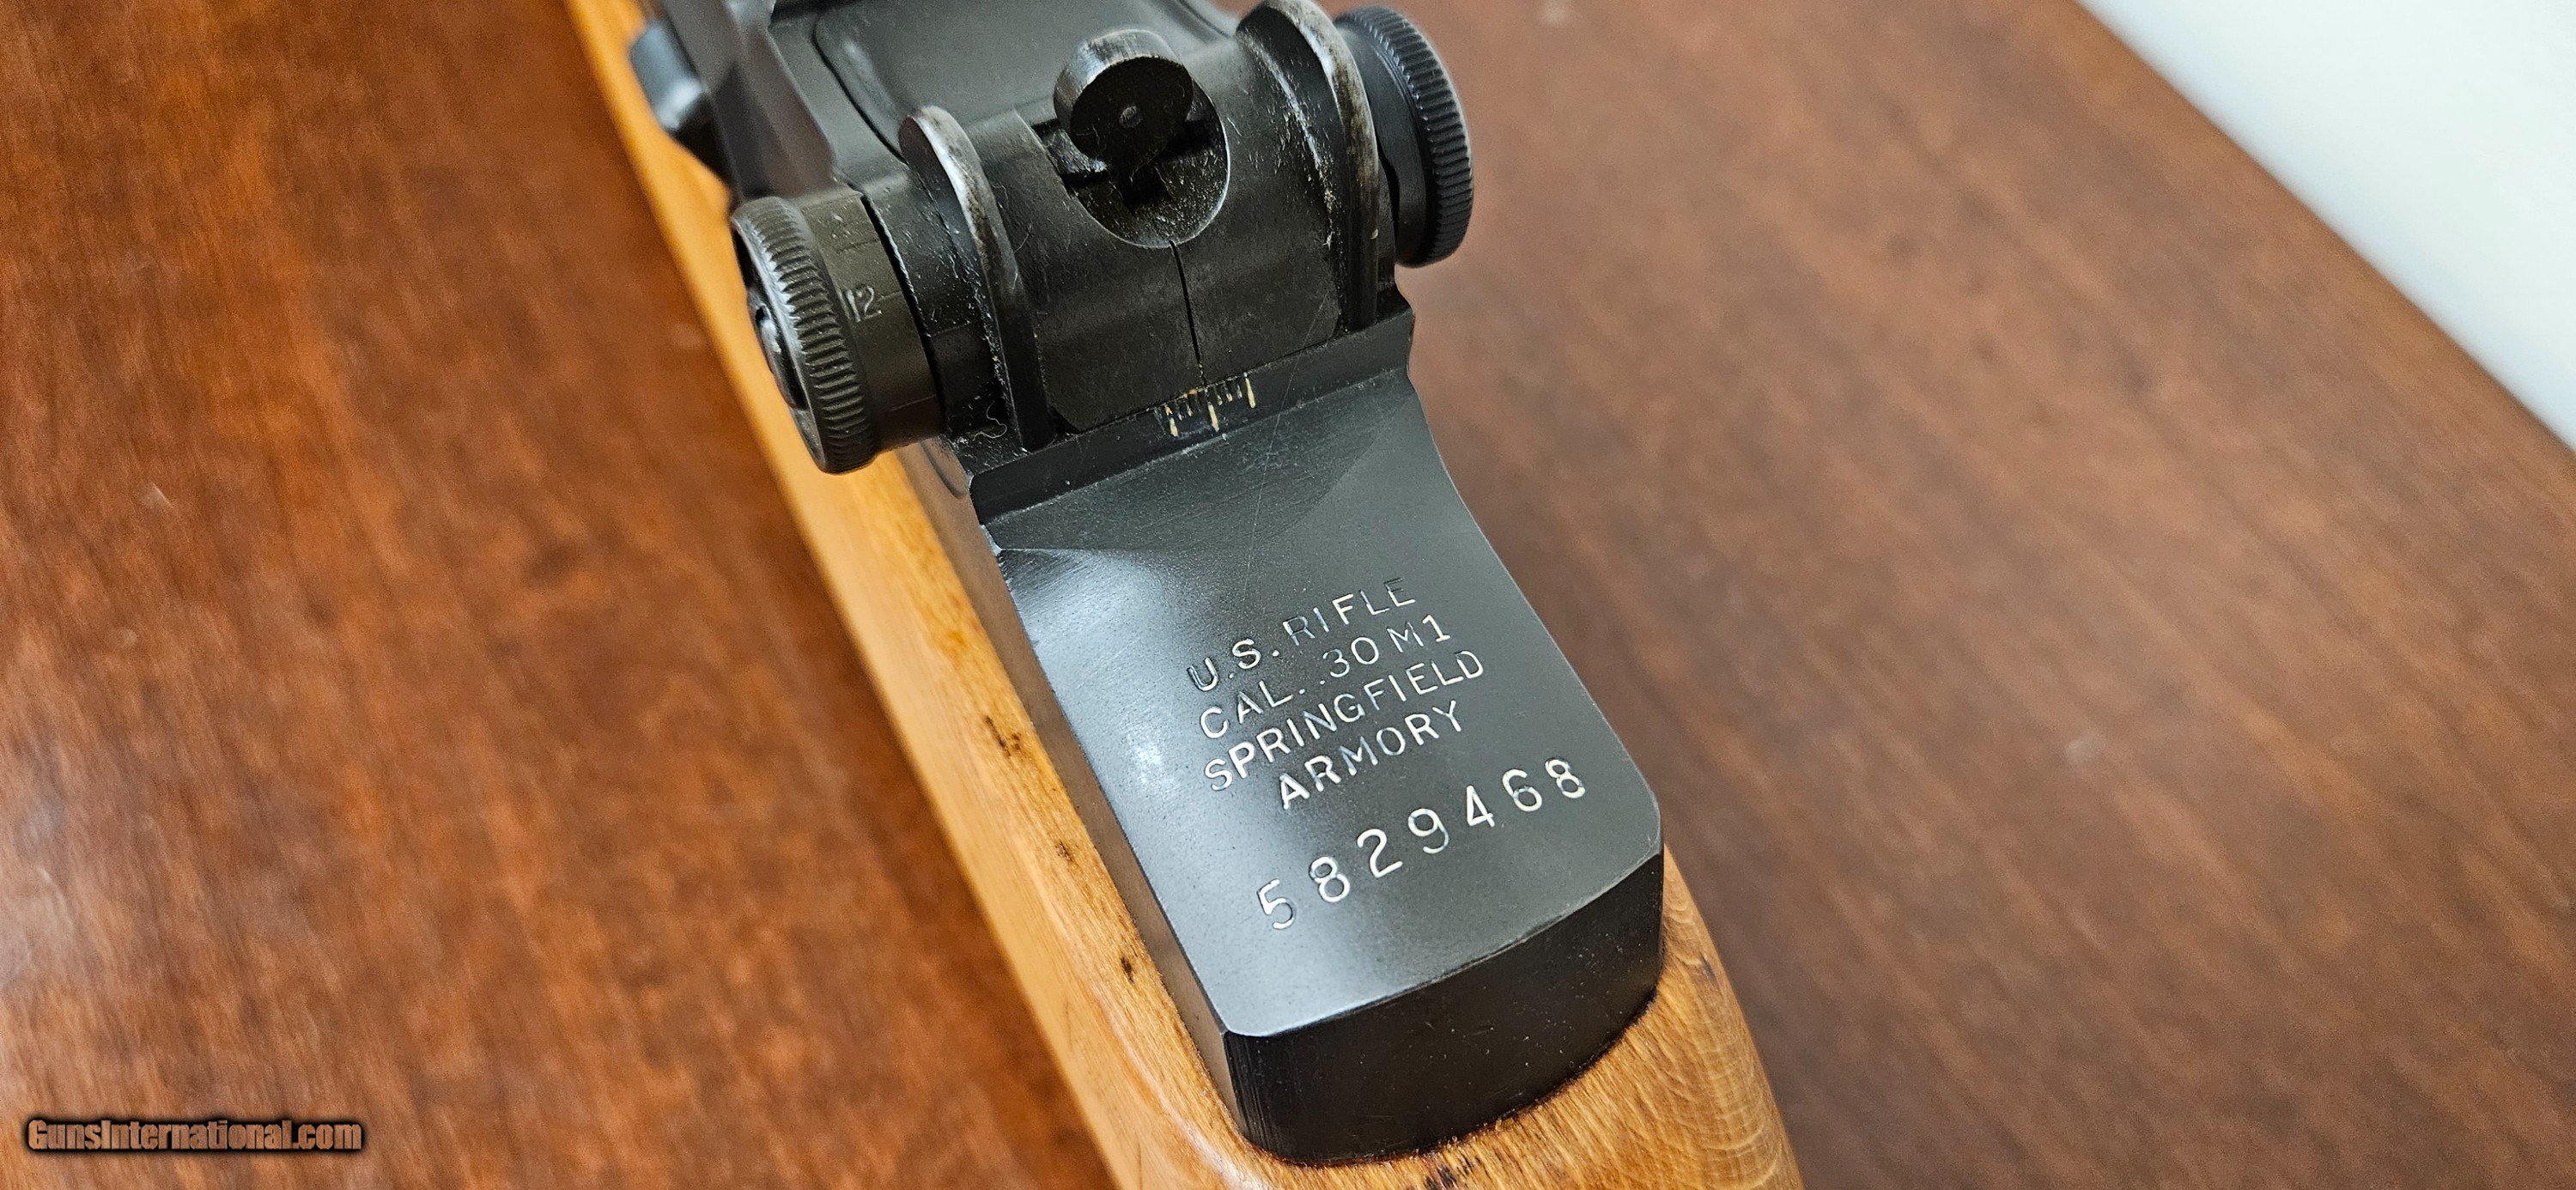 12
U.S. RIFLE
CAL. .30 M1
SPRINGFIELD
ARMORY
5829468
GunsInternational.com